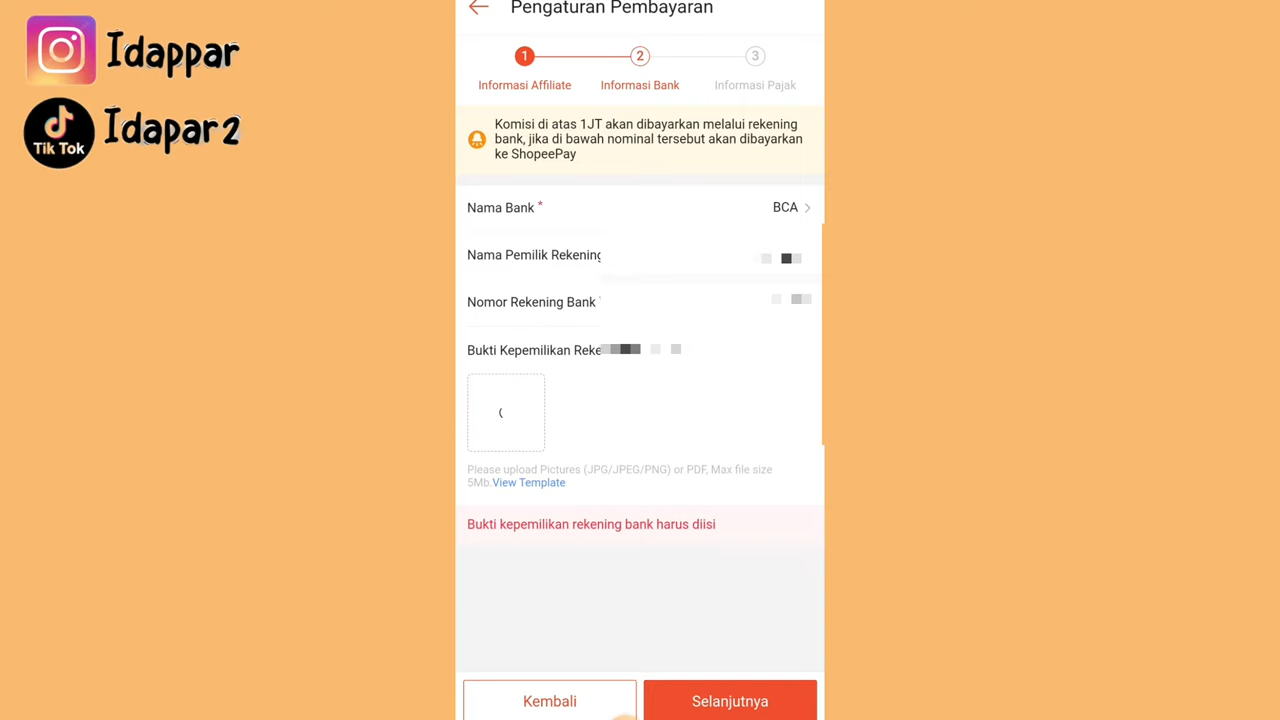 Idappar
Tik Tok
Idapar2
Pengaturan Pembayaran
1
2
3
Informasi Affiliate
Informasi Bank
Informasi Pajak
Komisi di atas 1JT akan dibayarkan melalui rekening
bank, jika di bawah nominal tersebut akan dibayarkan
ke ShopeePay
Nama Bank *
BCA
Nama Pemilik Rekening
Nomor Rekening Bank
Bukti Kepemilikan Reke
Please upload Pictures (JPG/JPEG/PNG) or PDF, Max file size
5Mb.View Template
Bukti kepemilikan rekening bank harus diisi
Kembali
Selanjutnya